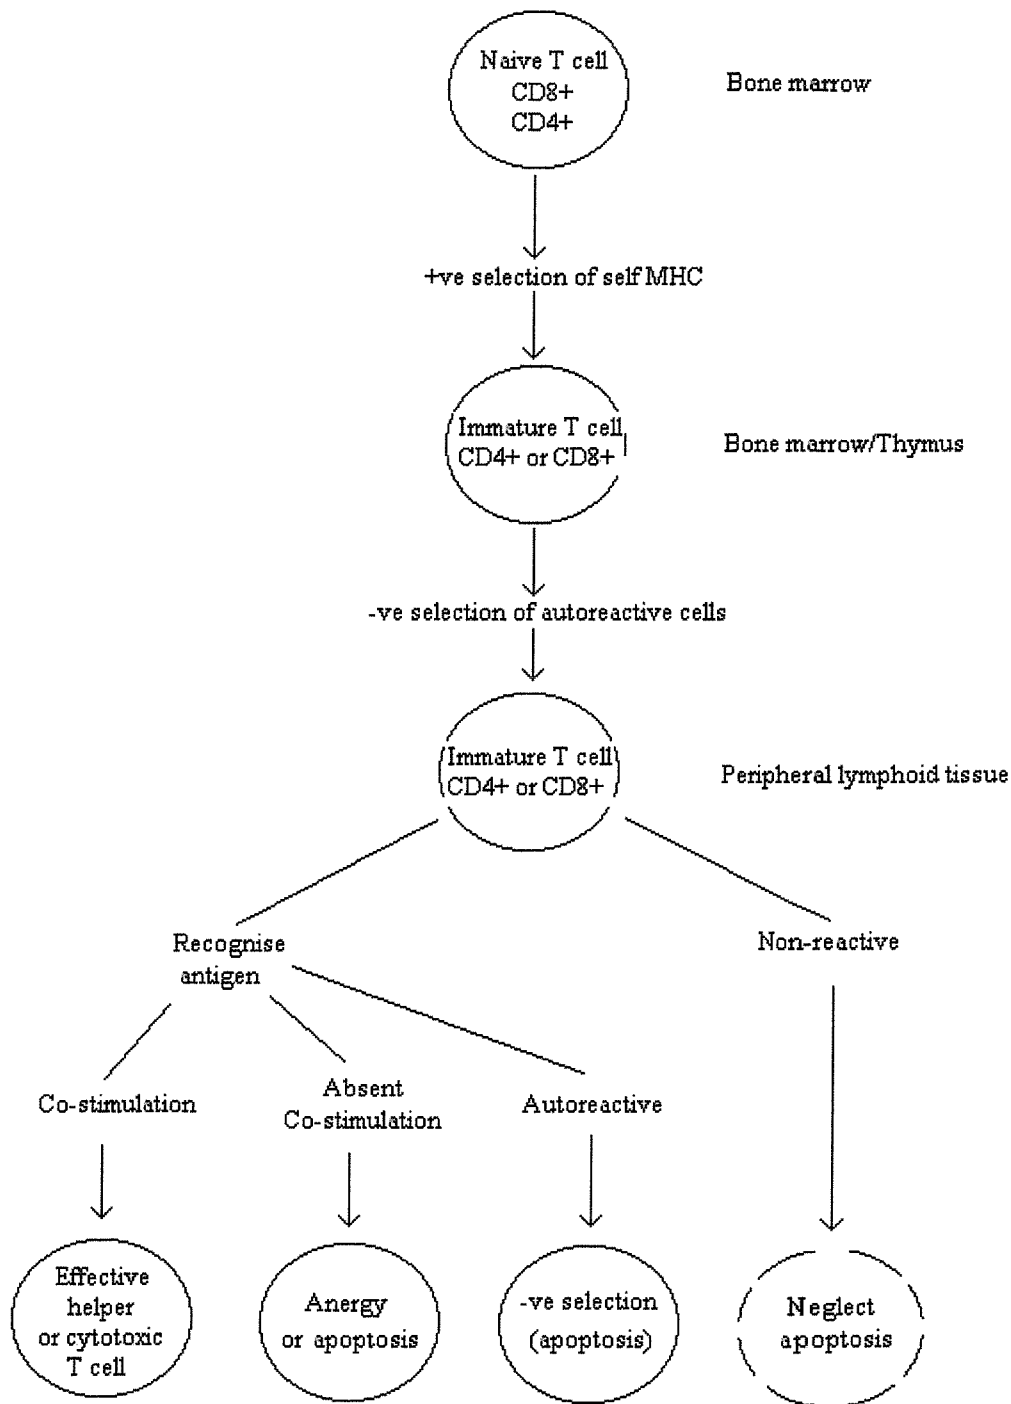 Naive T cell
CD8+
CD4+
Bone marrow
+ve selection of self MHC
Immature T cell
CD4+ or CD8+
Bone marrow/Thymus
-ve selection of autoreactive cells
Immature T cell
CD4+ or CD8+
Peripheral lymphoid tissue
Recognise
antigen
Non-reactive
Co-stimulation
Absent
Co-stimulation
Autoreactive
Effective
helper
or cytotoxic
T cell
Anergy
or apoptosis
-ve selection
(apoptosis)
Neglect
apoptosis